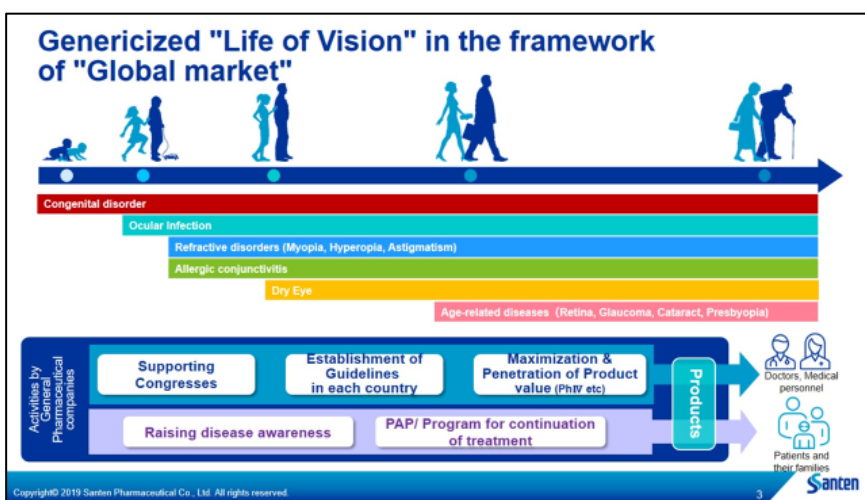 Genericized "Life of Vision" in the framework
of "Global market"
Congenital disorder
Ocular Infection
Refractive disorders (Myopia, Hyperopia, Astigmatism)
Allergic conjunctivitis
Dry Eye
Age-related diseases（Retina, Glaucoma, Cataract, Presbyopia)
Activities by
General
Pharmaceutical
companies
Supporting
Congresses
Establishment of
Guidelines
in each country
Maximization &
Penetration of Product
value (PhIV etc)
Raising disease awareness
PAP/ Program for continuation
of treatment
Products
Doctors, Medical
personnel
Patients and
their families
Copyright© 2019 Santen Pharmaceutical Co., Ltd. All rights reserved.
3
Santen